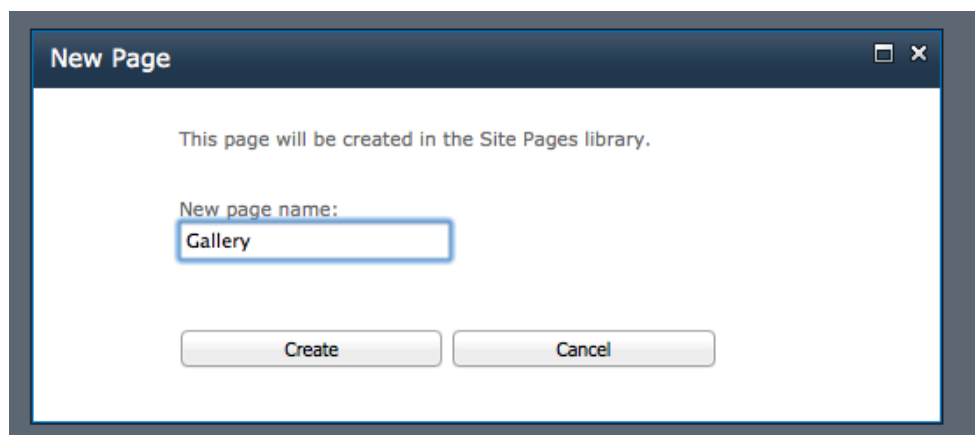 New Page
This page will be created in the Site Pages library.
New page name:
Gallery
Create
Cancel